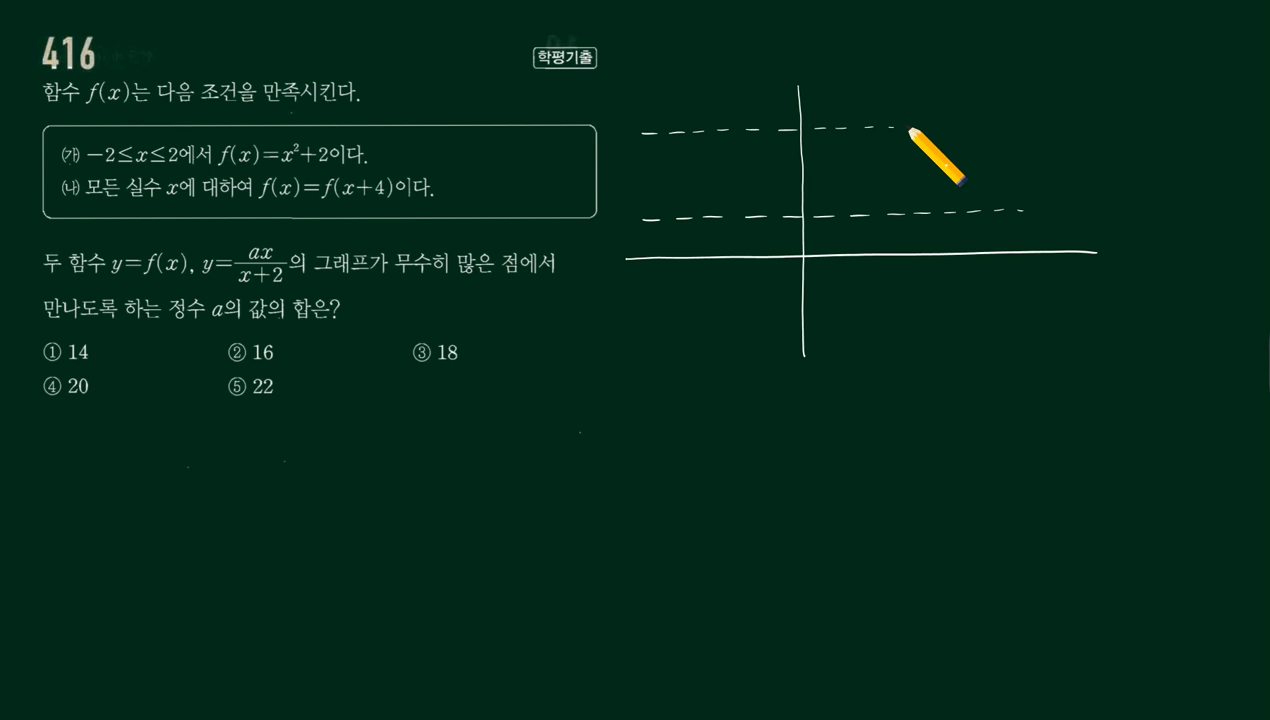 416
학평기출
함수 f(x)는 다음 조건을 만족시킨다.
㈎ −2≤x≤2에서 f(x)=x²+2이다.
㈏ 모든 실수 x에 대하여 f(x)=f(x+4)이다.
두 함수 y=f(x), y=ax/(x+2)의 그래프가 무수히 많은 점에서
만나도록 하는 정수 a의 값의 합은?
① 14 ② 16 ③ 18
④ 20 ⑤ 22